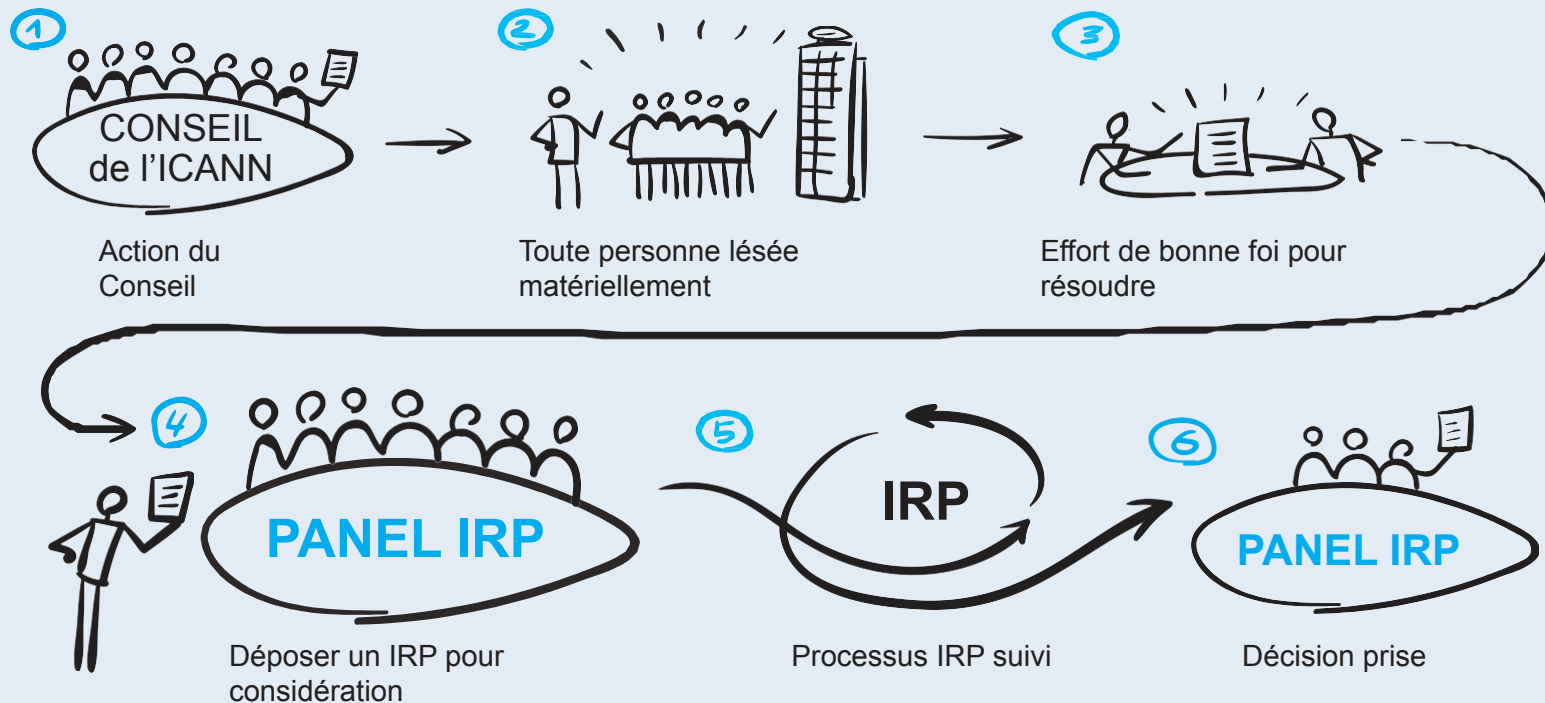 1
CONSEIL
de l'ICANN
Action du
Conseil
2
Toute personne lésée
matériellement
3
Effort de bonne foi pour
résoudre
4
PANEL IRP
Déposer un IRP pour
considération
5
IRP
Processus IRP suivi
6
PANEL IRP
Décision prise